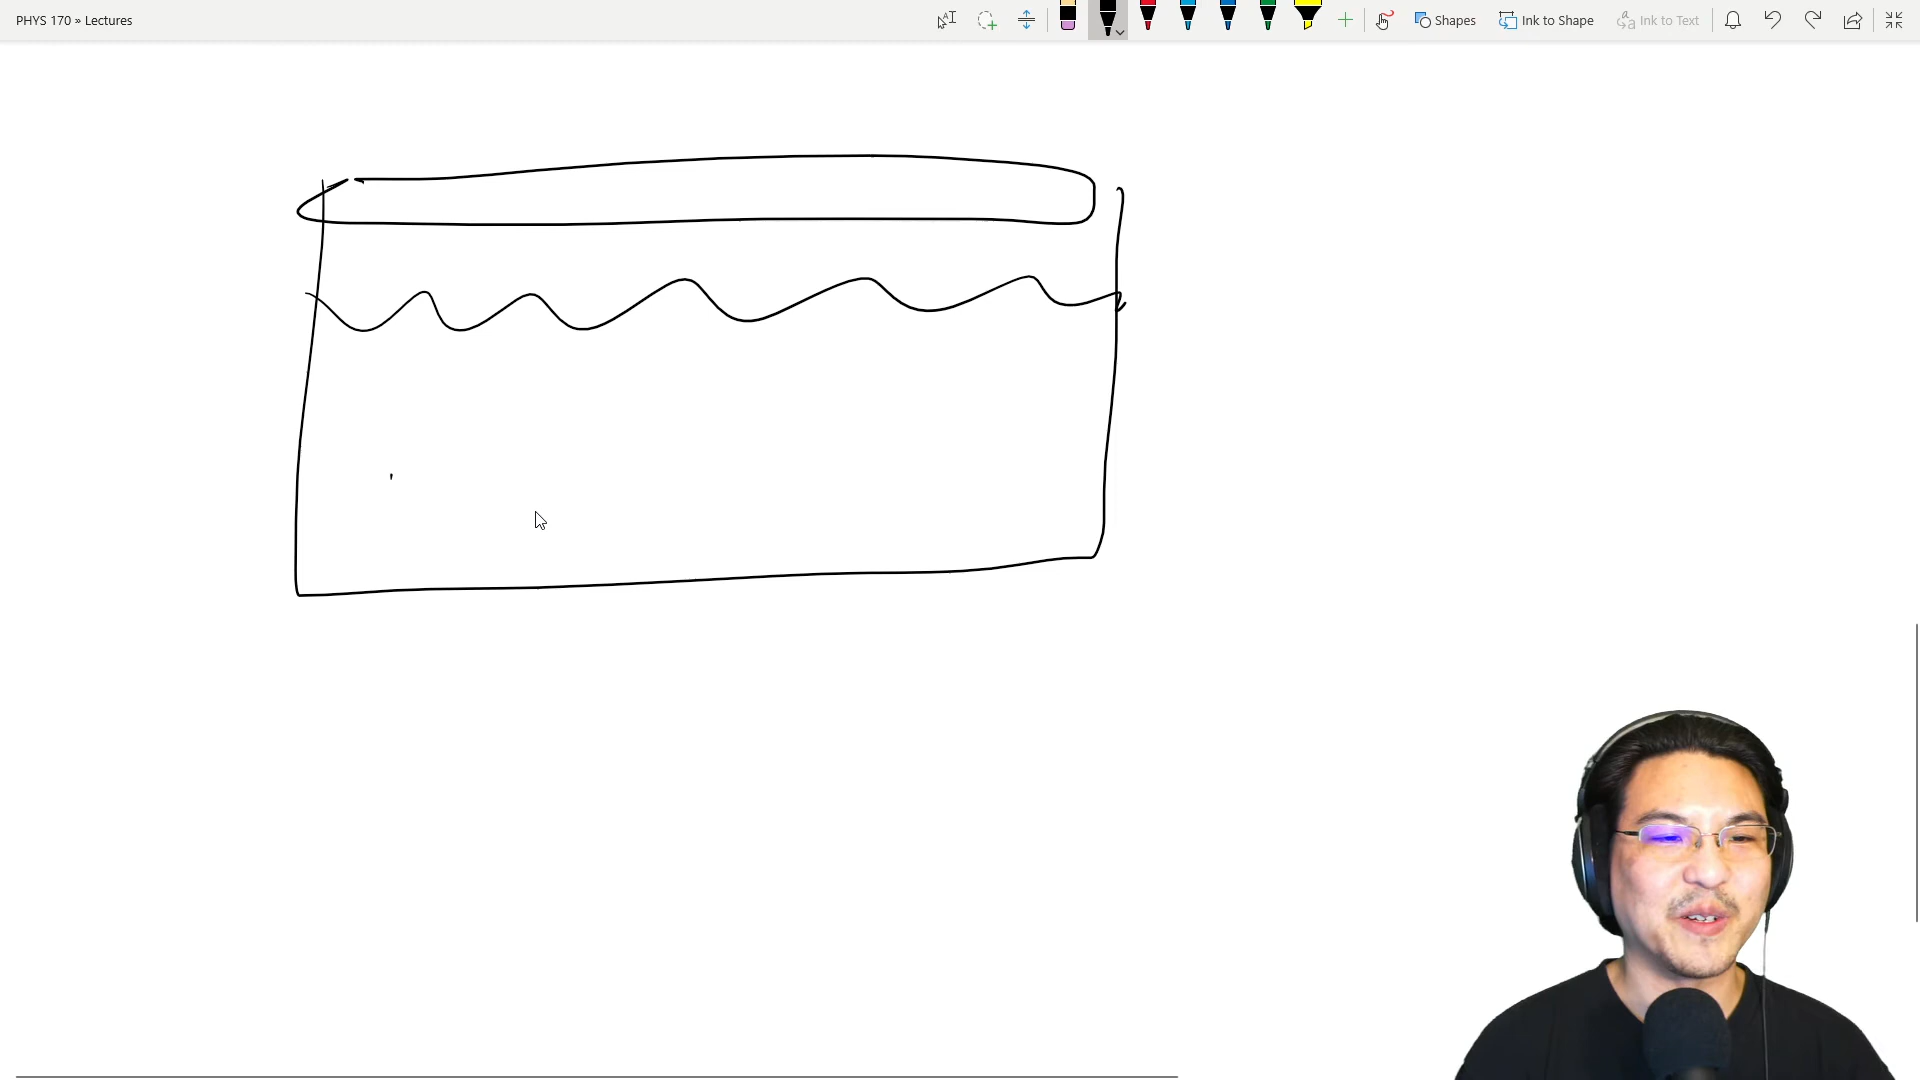 PHYS 170 » Lectures
Shapes
Ink to Shape
Ink to Text